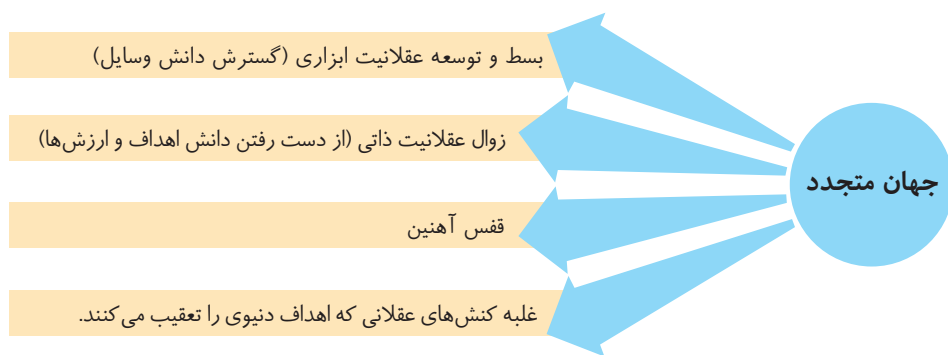 جهان متجدد
بسط و توسعه عقلانیت ابزاری (گسترش دانش وسایل)
زوال عقلانیت ذاتی (از دست رفتن دانش اهداف و ارزش‌ها)
قفس آهنین
غلبه کنش‌های عقلانی که اهداف دنیوی را تعقیب می‌کنند.